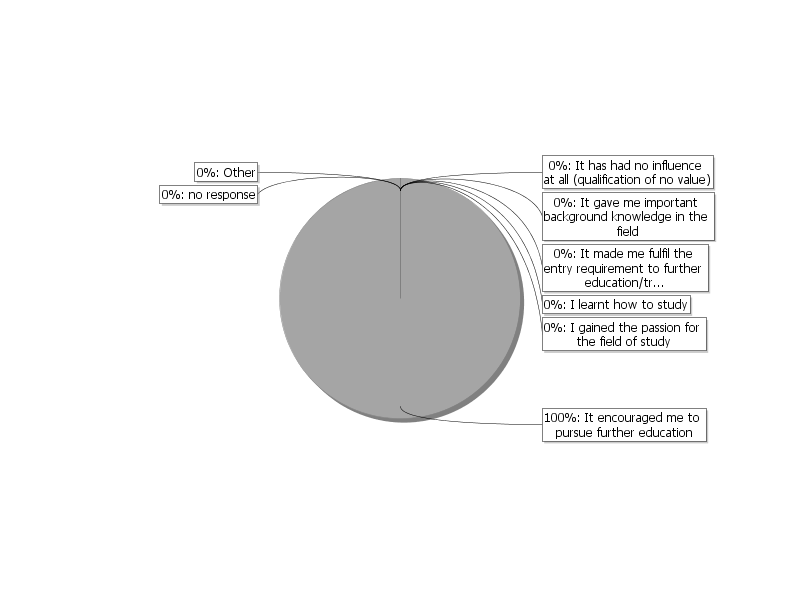 0%: Other
0%: no response
0%: It has had no influence
at all (qualification of no value)
0%: It gave me important
background knowledge in the
field
0%: It made me fulfil the
entry requirement to further
education/tr...
0%: I learnt how to study
0%: I gained the passion for
the field of study
100%: It encouraged me to
pursue further education